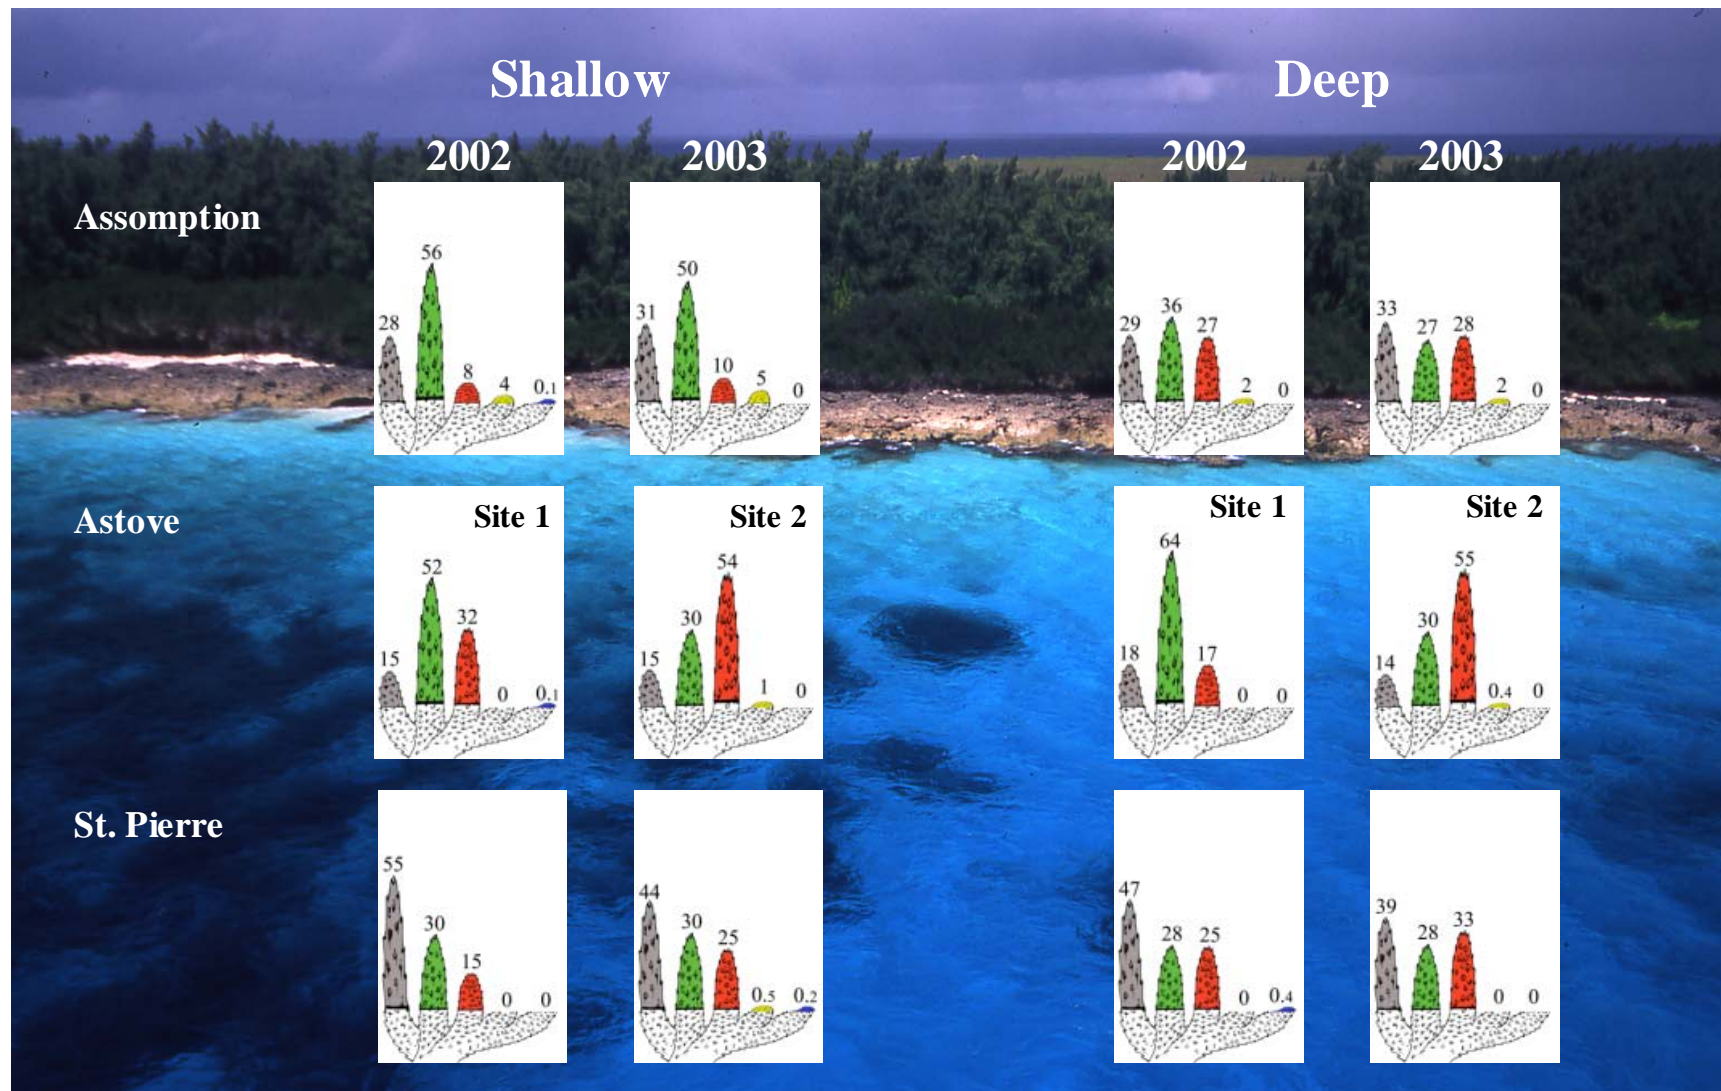 Shallow Deep
2002 2003 2002 2003
Assomption
56 50
28 31 29 36 27 33 27 28
8 4 0.1 10 5 0 2 0 2 0
Astove Site 1 Site 2 Site 1 Site 2
52 54 64 55
15 32 0 0.1 15 30 1 0 18 17 0 0 14 30 0.4 0
St. Pierre
55 30 15 0 0 44 30 25 0.5 0.2 47 28 25 0 0.4 39 28 33 0 0